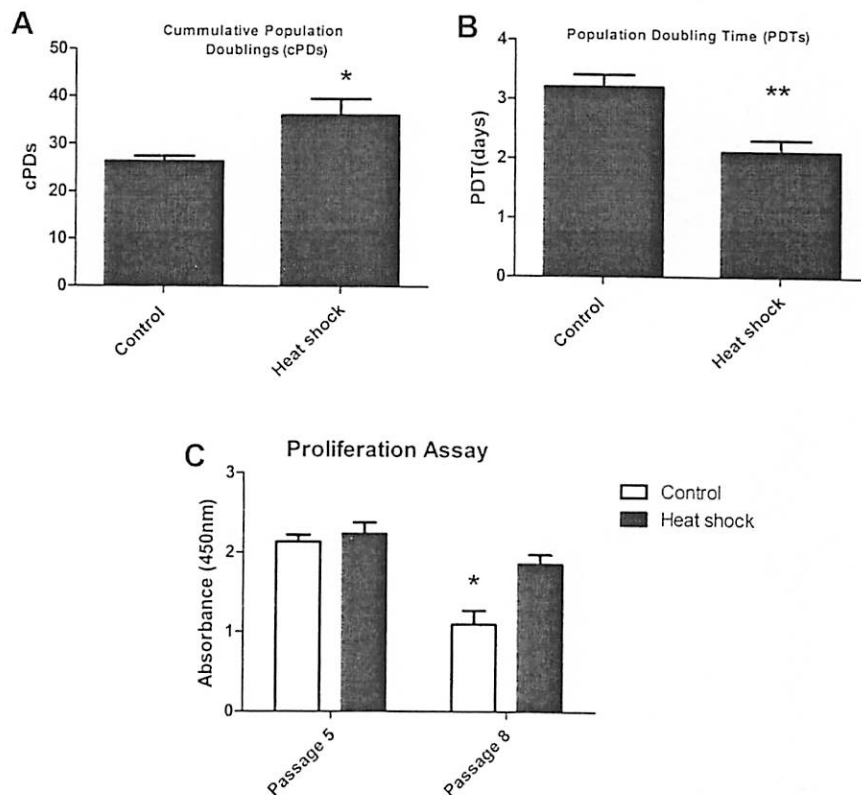 A
Cummulative Population
Doublings (cPDs)
50
40
30
20
10
0
cPDs
*
Control
Heat shock
B
Population Doubling Time (PDTs)
4
3
2
1
0
PDT(days)
**
Control
Heat shock
C
Proliferation Assay
3
2
1
0
Absorbance (450nm)
*
Passage 5
Passage 8
Control
Heat shock